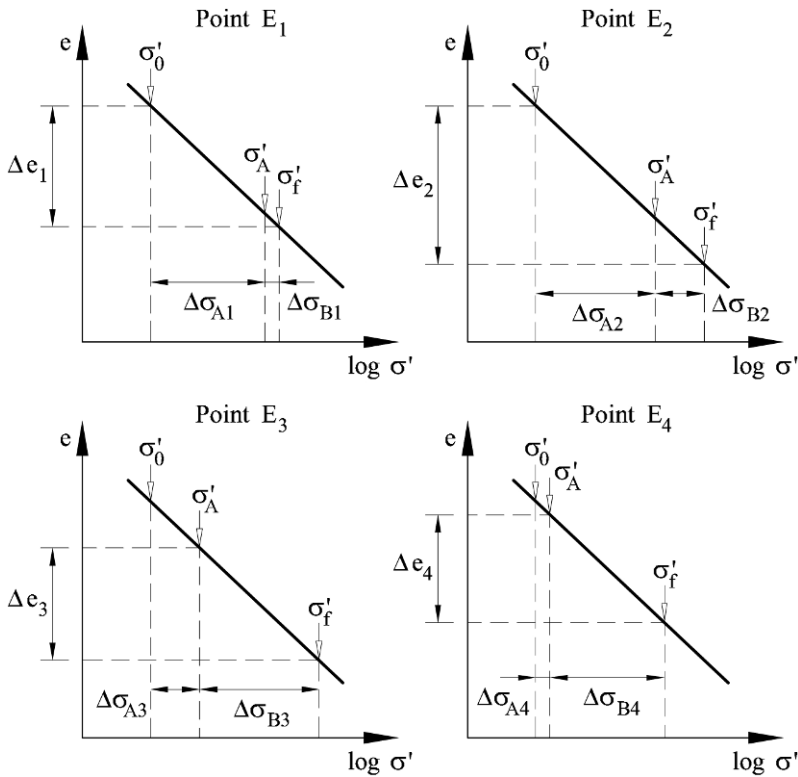 Point E₁
e
σ'₀
σ'A
σ'f
Δe₁
ΔσA1
ΔσB1
log σ'
Point E₂
e
σ'₀
σ'A
σ'f
Δe₂
ΔσA2
ΔσB2
log σ'
Point E₃
e
σ'₀
σ'A
σ'f
Δe₃
ΔσA3
ΔσB3
log σ'
Point E₄
e
σ'₀
σ'A
σ'f
Δe₄
ΔσA4
ΔσB4
log σ'